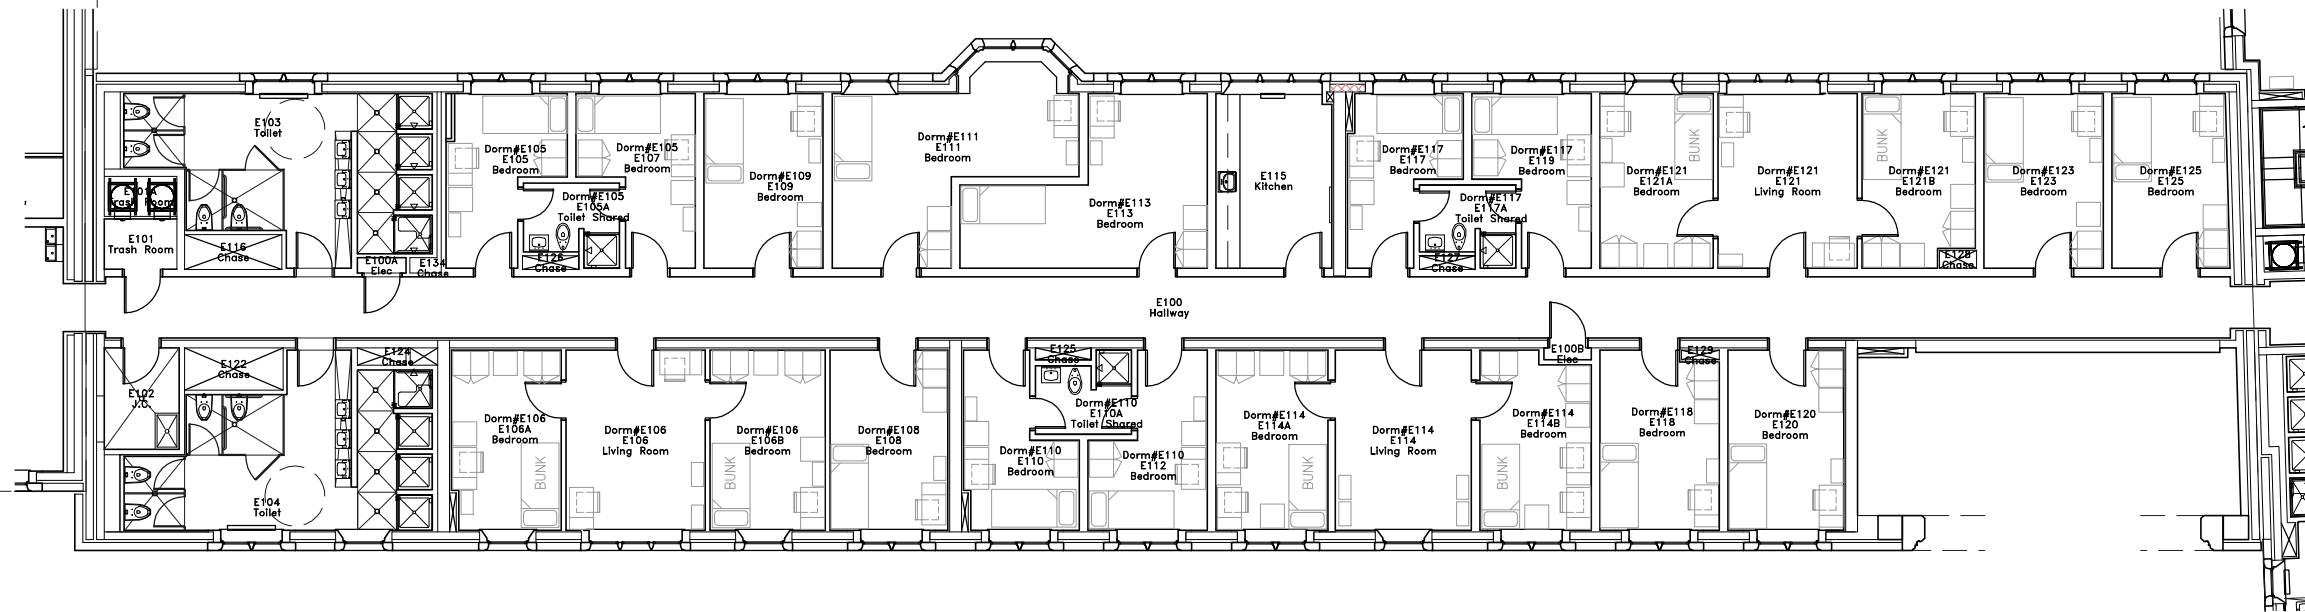 E103
Toilet
E101A
Trash Room
E101
Trash Room
E116
Chase
E100A
Elec
E134
Chase
Dorm#E105
E105
Bedroom
Dorm#E105
E107
Bedroom
Dorm#E105
E105A
Toilet Shared
E126
Chase
Dorm#E109
E109
Bedroom
Dorm#E111
E111
Bedroom
Dorm#E113
E113
Bedroom
E115
Kitchen
Dorm#E117
E117
Bedroom
Dorm#E117
E119
Bedroom
Dorm#E117
E117A
Toilet Shared
E127
Chase
BUNK
Dorm#E121
E121A
Bedroom
Dorm#E121
E121
Living Room
BUNK
Dorm#E121
E121B
Bedroom
E128
Chase
Dorm#E123
E123
Bedroom
Dorm#E125
E125
Bedroom
E100
Hallway
E102
J.C.
E122
Chase
E124
Chase
E104
Toilet
Dorm#E106
E106A
Bedroom
BUNK
Dorm#E106
E106
Living Room
Dorm#E106
E106B
Bedroom
BUNK
Dorm#E108
E108
Bedroom
E125
Chase
Dorm#E110
E110A
Toilet Shared
Dorm#E110
E110
Bedroom
Dorm#E110
E112
Bedroom
Dorm#E114
E114A
Bedroom
BUNK
Dorm#E114
E114
Living Room
Dorm#E114
E114B
Bedroom
BUNK
E100B
Elec
Dorm#E118
E118
Bedroom
E129
Chase
Dorm#E120
E120
Bedroom